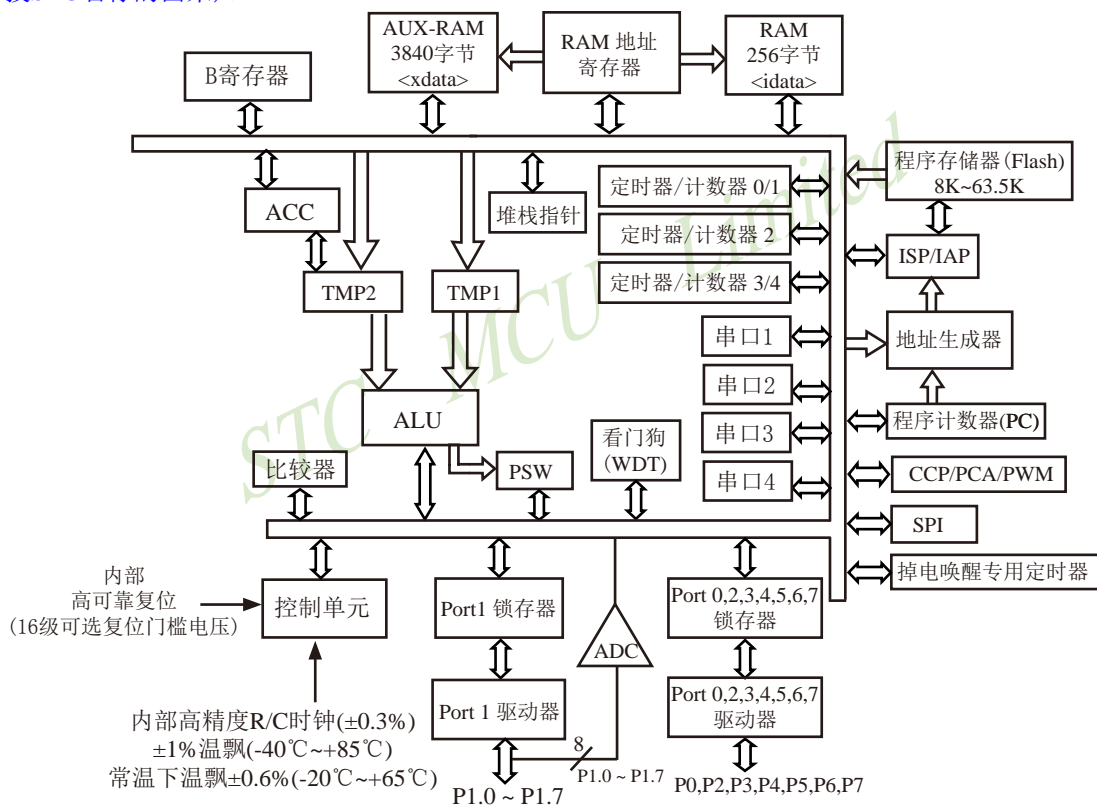 AUX-RAM
3840字节
<xdata>
RAM 地址
寄存器
RAM
256字节
<idata>
B寄存器
程序存储器(Flash)
8K~63.5K
定时器/计数器 0/1
ACC
堆栈指针
定时器/计数器 2
ISP/IAP
定时器/计数器 3/4
TMP2
TMP1
串口1
地址生成器
串口2
ALU
程序计数器(PC)
串口3
看门狗
(WDT)
比较器
PSW
串口4
CCP/PCA/PWM
SPI
掉电唤醒专用定时器
内部
高可靠复位
(16级可选复位门槛电压)
控制单元
Port1 锁存器
ADC
Port 0,2,3,4,5,6,7
锁存器
Port 1 驱动器
Port 0,2,3,4,5,6,7
驱动器
内部高精度R/C时钟(±0.3%)
±1%温飘(-40℃~+85℃)
常温下温飘±0.6%(-20℃~+65℃)
8
P1.0 ~ P1.7
P1.0 ~ P1.7
P0,P2,P3,P4,P5,P6,P7
STC MCU Limited